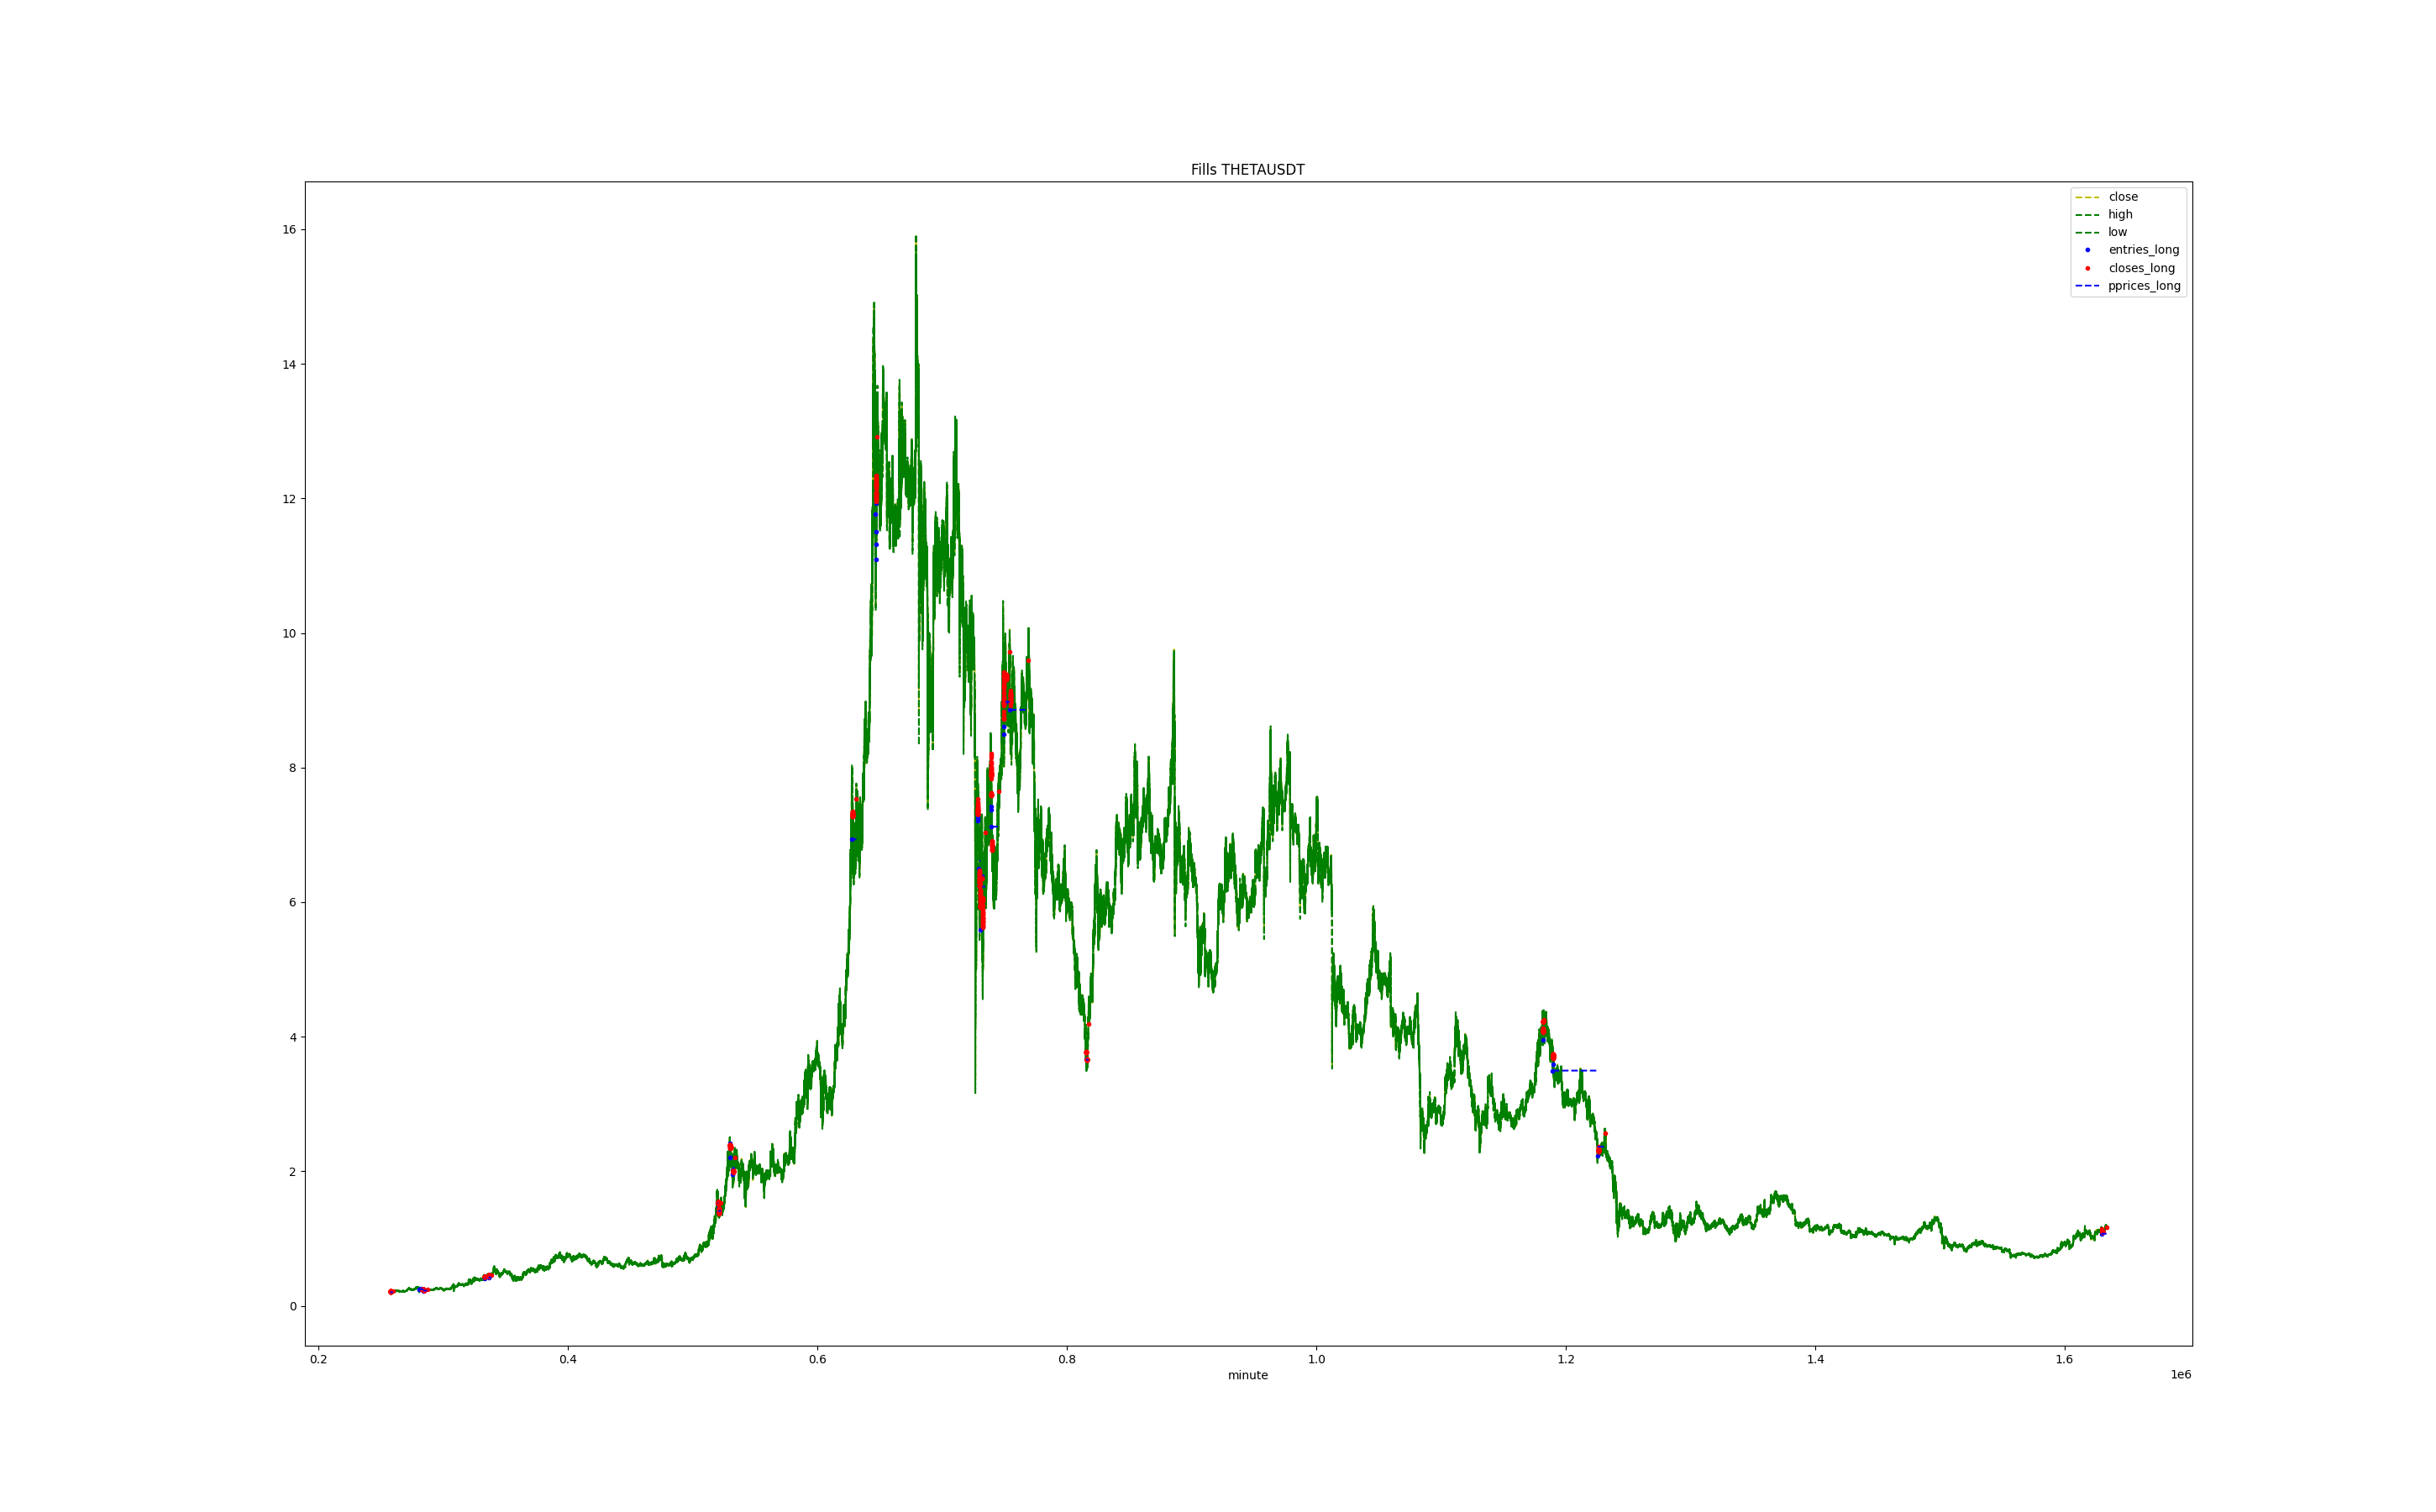 Fills THETAUSDT
close
high
low
entries_long
closes_long
pprices_long
16
14
12
10
8
6
4
2
0
0.2 0.4 0.6 0.8 1.0 1.2 1.4 1.6
minute 1e6